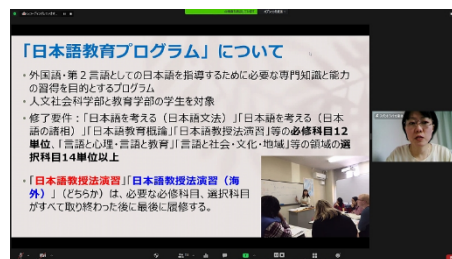 「日本語教育プログラム」について
・外国語・第２言語としての日本語を指導するために必要な専門知識と能力
の習得を目的とするプログラム
・人文社会科学部と教育学部の学生を対象
・修了要件：「日本語を考える（日本語文法）」「日本語を考える（日本
語の諸相）」「日本語教育概論」「日本語教授法演習」等の必修科目12
単位、「言語と心理・言語と教育」「言語と社会・文化・地域」等の領域の選
択科目14単位以上
・「日本語教授法演習」「日本語教授法演習（海
外）」（どちらか）は、必要な必修科目、選択科目
がすべて取り終わった後に最後に履修する。